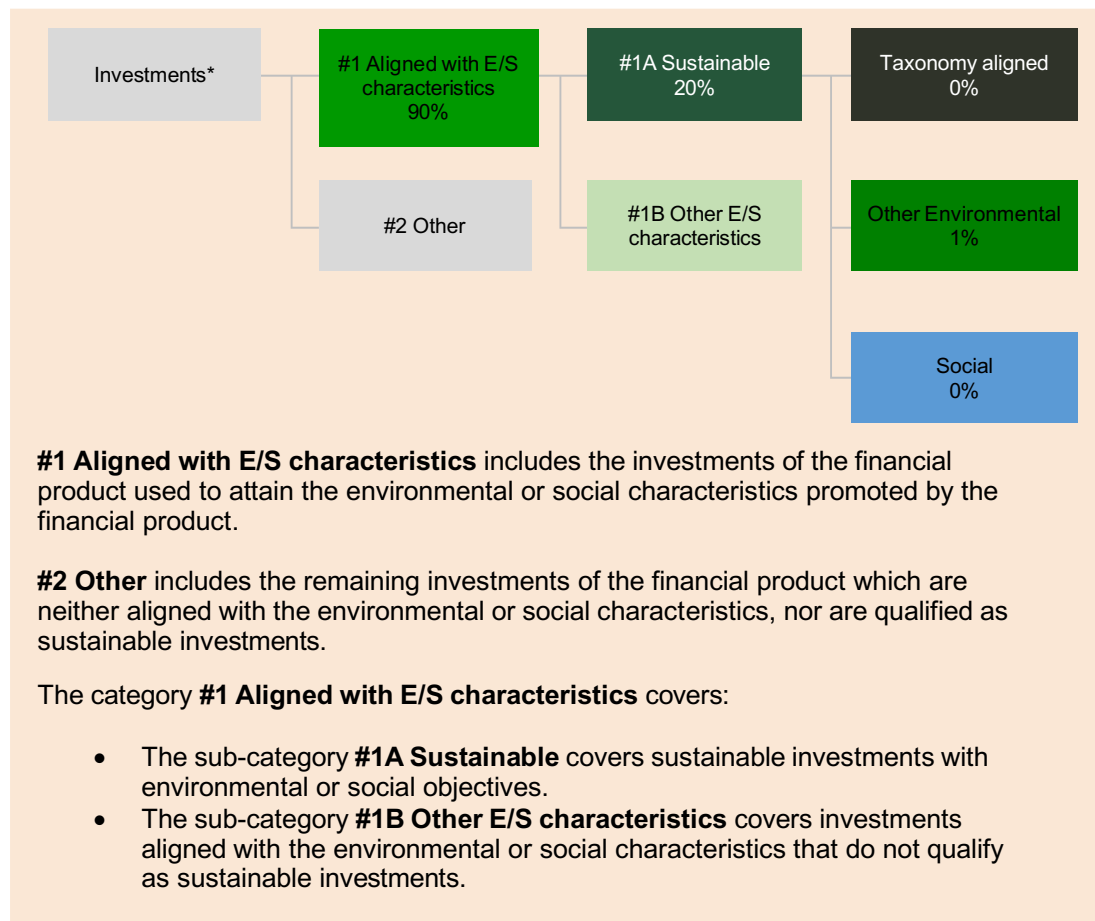 Investments*
#1 Aligned with E/S
characteristics
90%
#1A Sustainable
20%
Taxonomy aligned
0%
#2 Other
#1B Other E/S
characteristics
Other Environmental
1%
Social
0%
#1 Aligned with E/S characteristics includes the investments of the financial
product used to attain the environmental or social characteristics promoted by the
financial product.
#2 Other includes the remaining investments of the financial product which are
neither aligned with the environmental or social characteristics, nor are qualified as
sustainable investments.
The category #1 Aligned with E/S characteristics covers:
• The sub-category #1A Sustainable covers sustainable investments with
environmental or social objectives.
• The sub-category #1B Other E/S characteristics covers investments
aligned with the environmental or social characteristics that do not qualify
as sustainable investments.